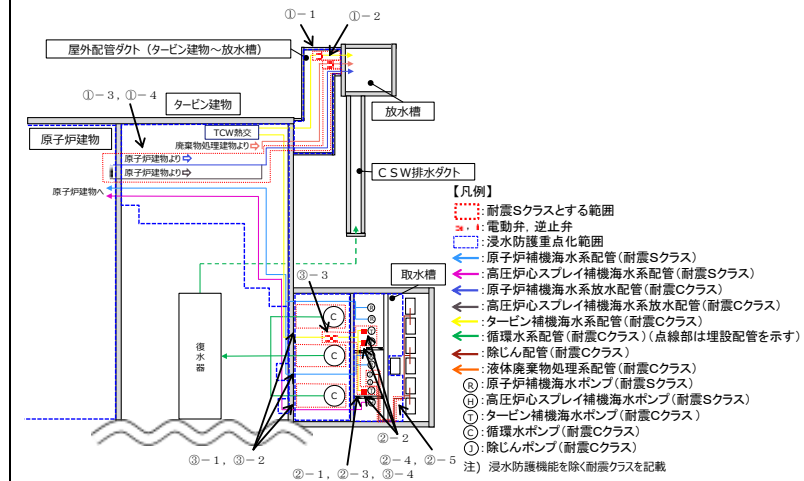 ①－1
①－2
屋外配管ダクト（タービン建物～放水槽）
①－3，①－4
タービン建物
放水槽
原子炉建物
TCW熱交
廃棄物処理建物より⇨
原子炉建物より⇨
原子炉建物より⇨
ＣＳＷ排水ダクト
原子炉建物へ
【凡例】
：耐震Sクラスとする範囲
：電動弁，逆止弁
：浸水防護重点化範囲
：原子炉補機海水系配管（耐震Sクラス）
：高圧炉心スプレイ補機海水系配管（耐震Sクラス）
：原子炉補機海水系放水配管（耐震Cクラス）
：高圧炉心スプレイ補機海水系放水配管（耐震Cクラス）
：タービン補機海水系配管（耐震Cクラス）
：循環水系配管（耐震Cクラス）（点線部は埋設配管を示す）
：除じん配管（耐震Cクラス）
：液体廃棄物処理系配管（耐震Cクラス）
Ⓡ：原子炉補機海水ポンプ（耐震Sクラス）
Ⓗ：高圧炉心スプレイ補機海水ポンプ（耐震Sクラス）
Ⓣ：タービン補機海水ポンプ（耐震Cクラス）
Ⓒ：循環水ポンプ（耐震Cクラス）
Ⓙ：除じんポンプ（耐震Cクラス）
注）浸水防護機能を除く耐震クラスを記載
③－3
取水槽
復水器
Ⓒ
Ⓒ
Ⓒ
②－2
③－1，③－2
②－4，②－5
②－1，②－3，③－4